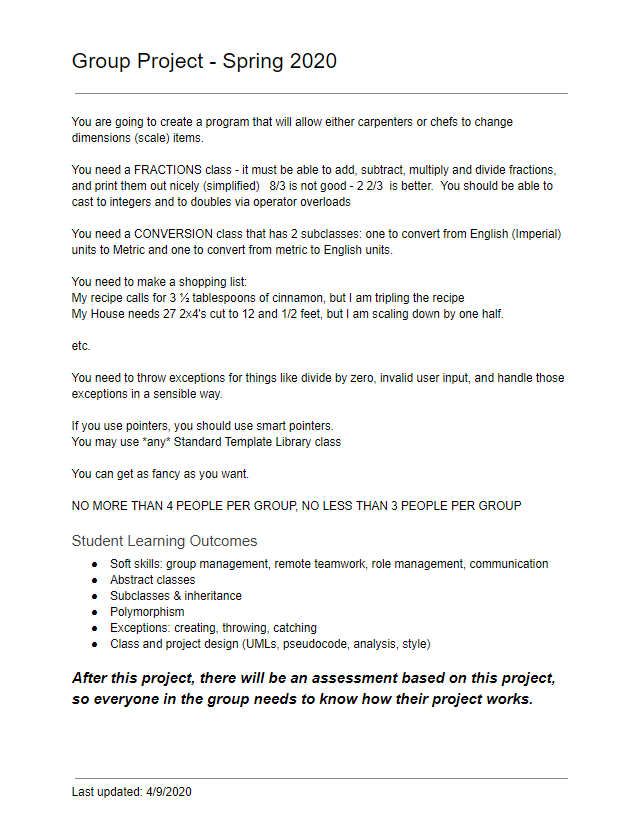 Group Project - Spring 2020
You are going to create a program that will allow either carpenters or chefs to change
dimensions (scale) items.
You need a FRACTIONS class - it must be able to add, subtract, multiply and divide fractions,
and print them out nicely (simplified)   8/3 is not good - 2 2/3  is better.  You should be able to
cast to integers and to doubles via operator overloads
You need a CONVERSION class that has 2 subclasses: one to convert from English (Imperial)
units to Metric and one to convert from metric to English units.
You need to make a shopping list:
My recipe calls for 3 ½ tablespoons of cinnamon, but I am tripling the recipe
My House needs 27 2x4's cut to 12 and 1/2 feet, but I am scaling down by one half.
etc.
You need to throw exceptions for things like divide by zero, invalid user input, and handle those
exceptions in a sensible way.
If you use pointers, you should use smart pointers.
You may use *any* Standard Template Library class
You can get as fancy as you want.
NO MORE THAN 4 PEOPLE PER GROUP, NO LESS THAN 3 PEOPLE PER GROUP
Student Learning Outcomes
● Soft skills: group management, remote teamwork, role management, communication
● Abstract classes
● Subclasses & inheritance
● Polymorphism
● Exceptions: creating, throwing, catching
● Class and project design (UMLs, pseudocode, analysis, style)
After this project, there will be an assessment based on this project,
so everyone in the group needs to know how their project works.
Last updated: 4/9/2020